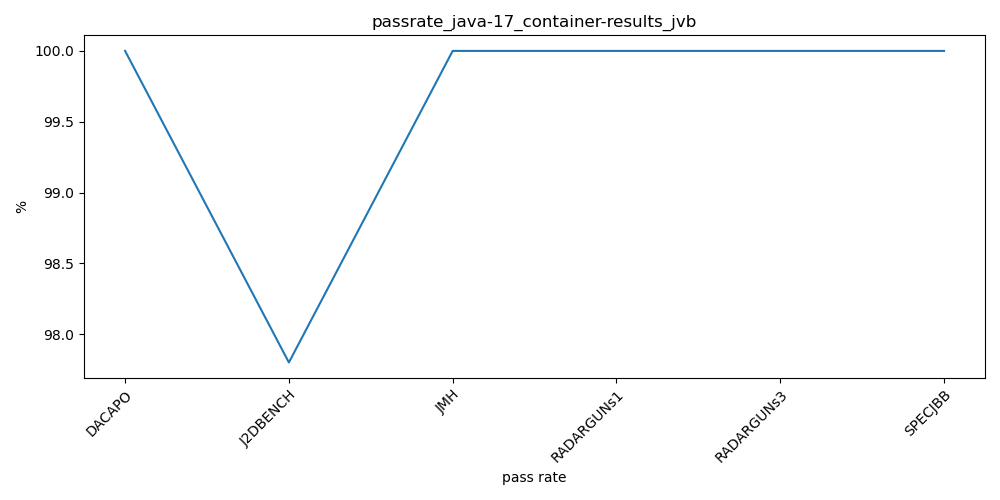 passrate_java-17_container-results_jvb
100.0
99.5
99.0
98.5
98.0
%
DACAPO
J2DBENCH
JMH
RADARGUNs1
RADARGUNs3
SPECJBB
pass rate